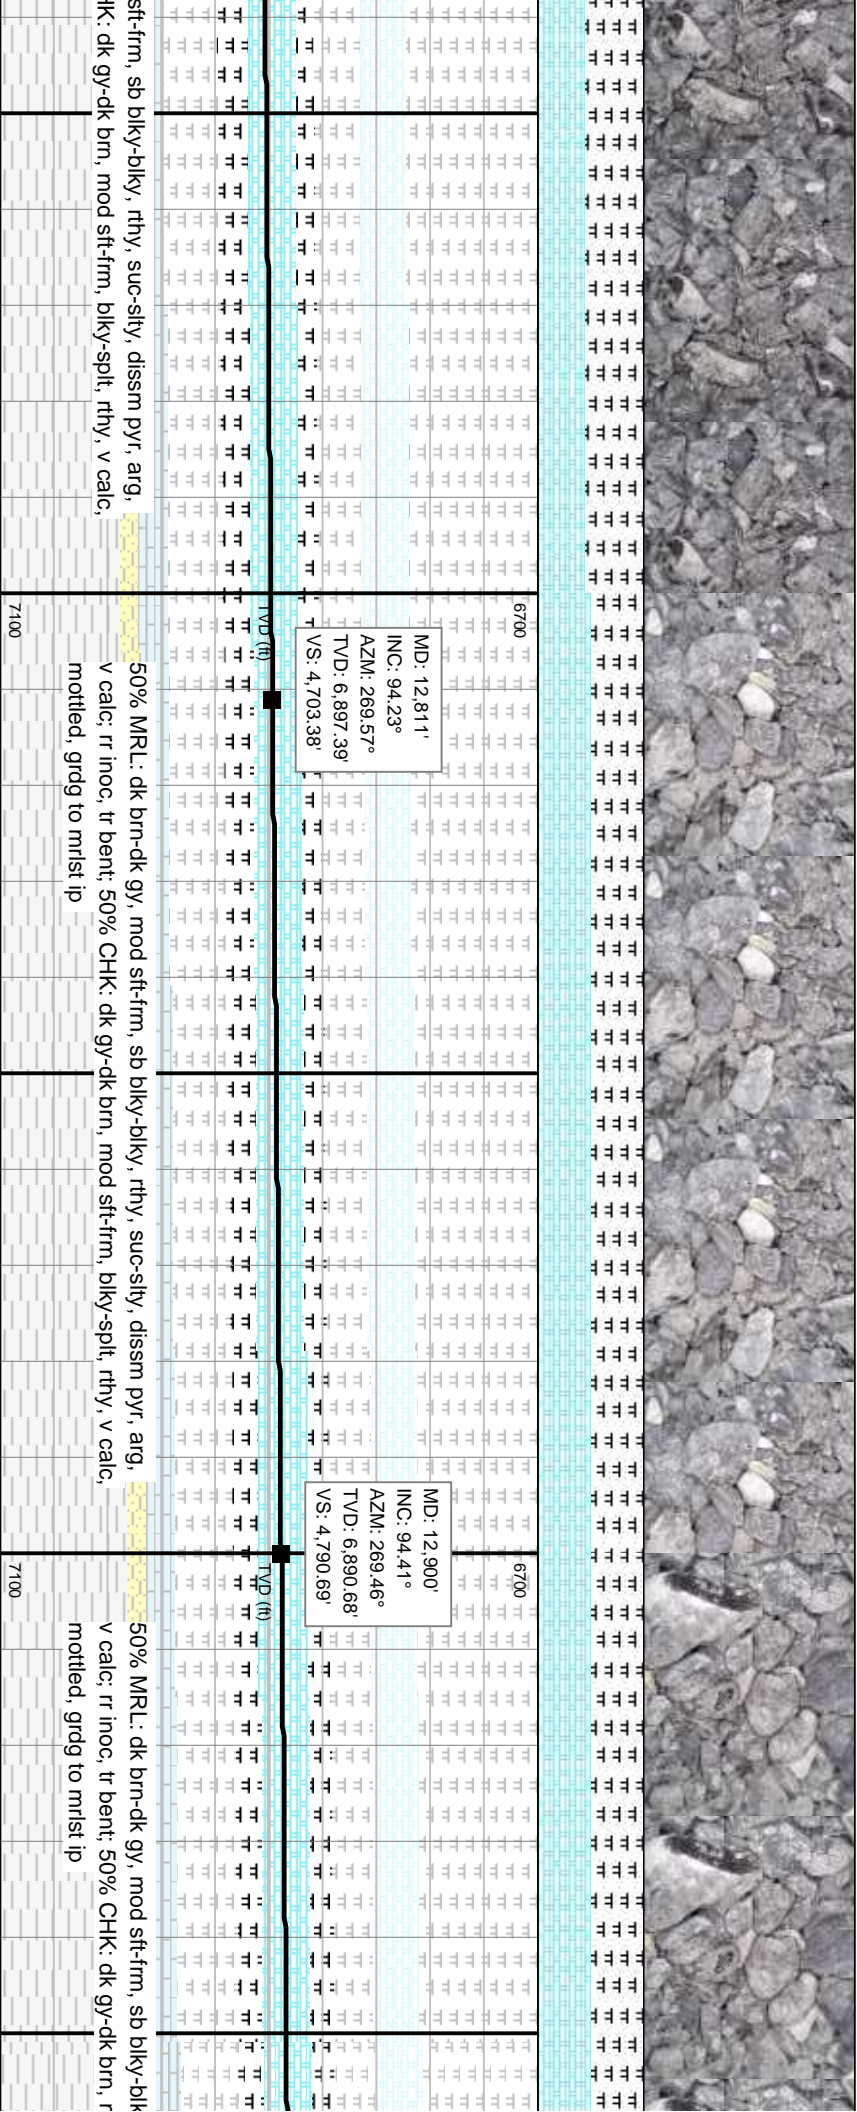 sft-frm, sb blky-blky, rthy, suc-slty, dissm pyr, arg,
HK: dk gy-dk brn, mod sft-frm, blky-splt, rthy, v calc,
6700
TVD (ft)
7100
MD: 12,811'
INC: 94.23°
AZM: 269.57°
TVD: 6,897.39'
VS: 4,703.38'
50% MRL: dk brn-dk gy, mod sft-frm, sb blky-blky, rthy, suc-slty, dissm pyr, arg,
v calc; rr inoc, tr bent; 50% CHK: dk gy-dk brn, mod sft-frm, blky-splt, rthy, v calc,
mottled, grdg to mrlst ip
MD: 12,900'
INC: 94.41°
AZM: 269.46°
TVD: 6,890.68'
VS: 4,790.69'
6700
TVD (ft)
7100
50% MRL: dk brn-dk gy, mod sft-frm, sb blky-blk
v calc; rr inoc, tr bent; 50% CHK: dk gy-dk brn,
mottled, grdg to mrlst ip